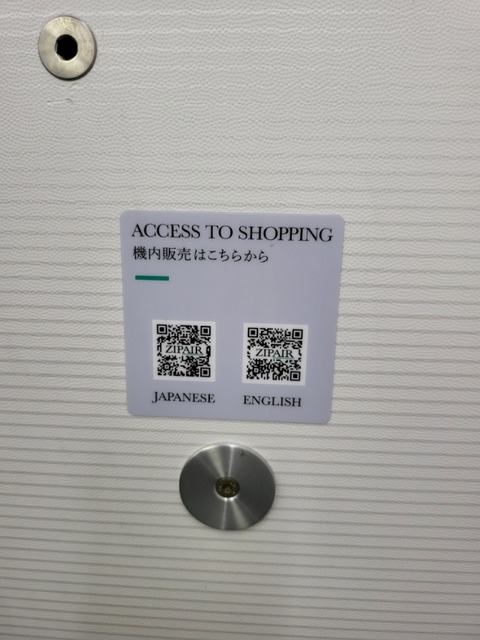 ACCESS TO SHOPPING
機内販売はこちらから
ZIPAIR ZIPAIR
JAPANESE ENGLISH